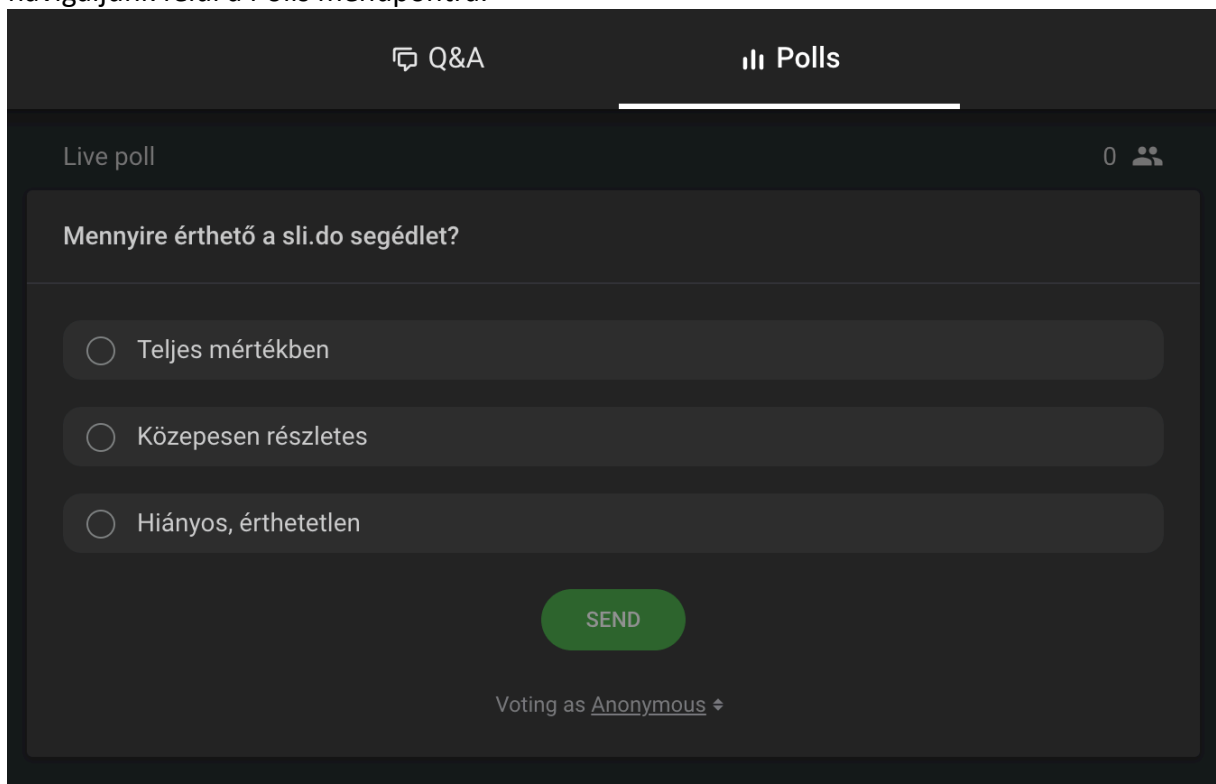 Q&A
Polls
Live poll
0
Mennyire érthető a sli.do segédlet?
Teljes mértékben
Közepesen részletes
Hiányos, érthetetlen
SEND
Voting as Anonymous